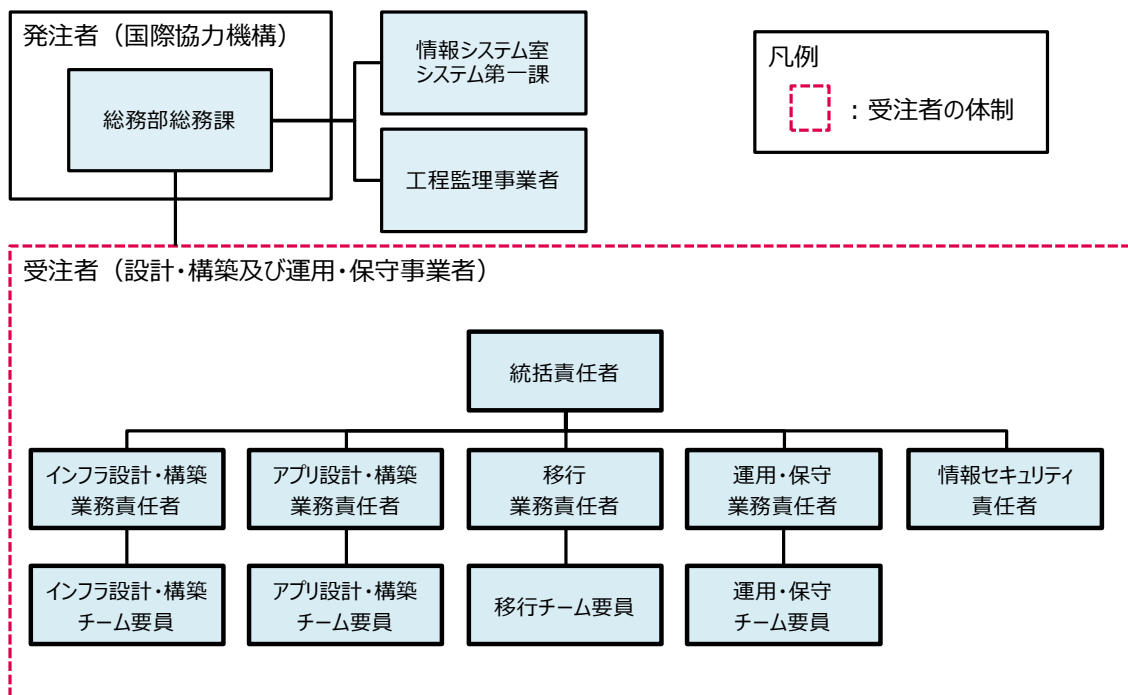 発注者（国際協力機構）
総務部総務課
情報システム室
システム第一課
工程監理事業者
凡例
：受注者の体制
受注者（設計・構築及び運用・保守事業者）
統括責任者
インフラ設計・構築
業務責任者
アプリ設計・構築
業務責任者
移行
業務責任者
運用・保守
業務責任者
情報セキュリティ
責任者
インフラ設計・構築
チーム要員
アプリ設計・構築
チーム要員
移行チーム要員
運用・保守
チーム要員